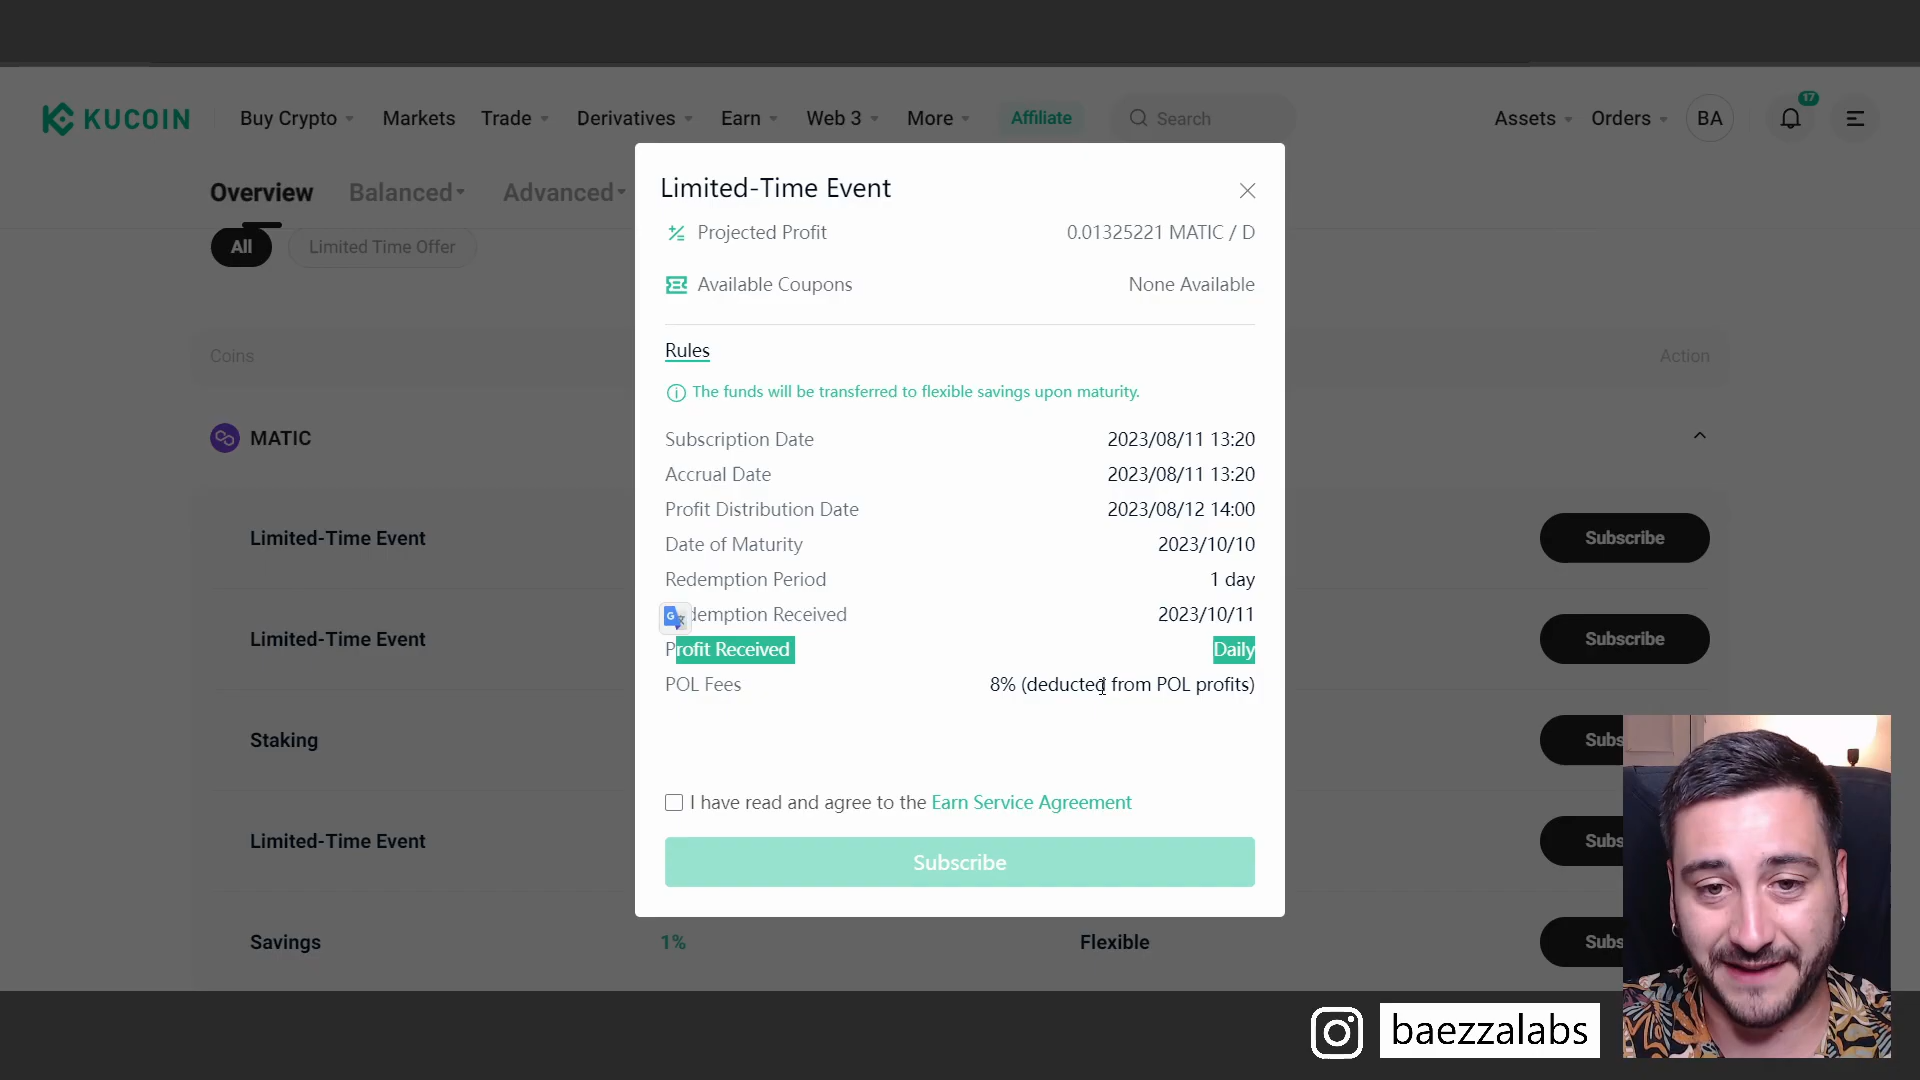 KUCOIN
Buy Crypto
Markets
Trade
Derivatives
Earn
Web 3
More
Affiliate
Search
Assets
Orders
BA
17
Overview
Balanced
Advanced
All
Limited Time Offer
Coins
Action
MATIC
Limited-Time Event
Subscribe
Limited-Time Event
Subscribe
Staking
Subs
Limited-Time Event
Subs
Savings
1%
Flexible
Subs
Limited-Time Event
Projected Profit 0.01325221 MATIC / D
Available Coupons None Available
Rules
The funds will be transferred to flexible savings upon maturity.
Subscription Date 2023/08/11 13:20
Accrual Date 2023/08/11 13:20
Profit Distribution Date 2023/08/12 14:00
Date of Maturity 2023/10/10
Redemption Period 1 day
demption Received 2023/10/11
Profit Received Daily
POL Fees 8% (deducted from POL profits)
I have read and agree to the Earn Service Agreement
Subscribe
baezzalabs